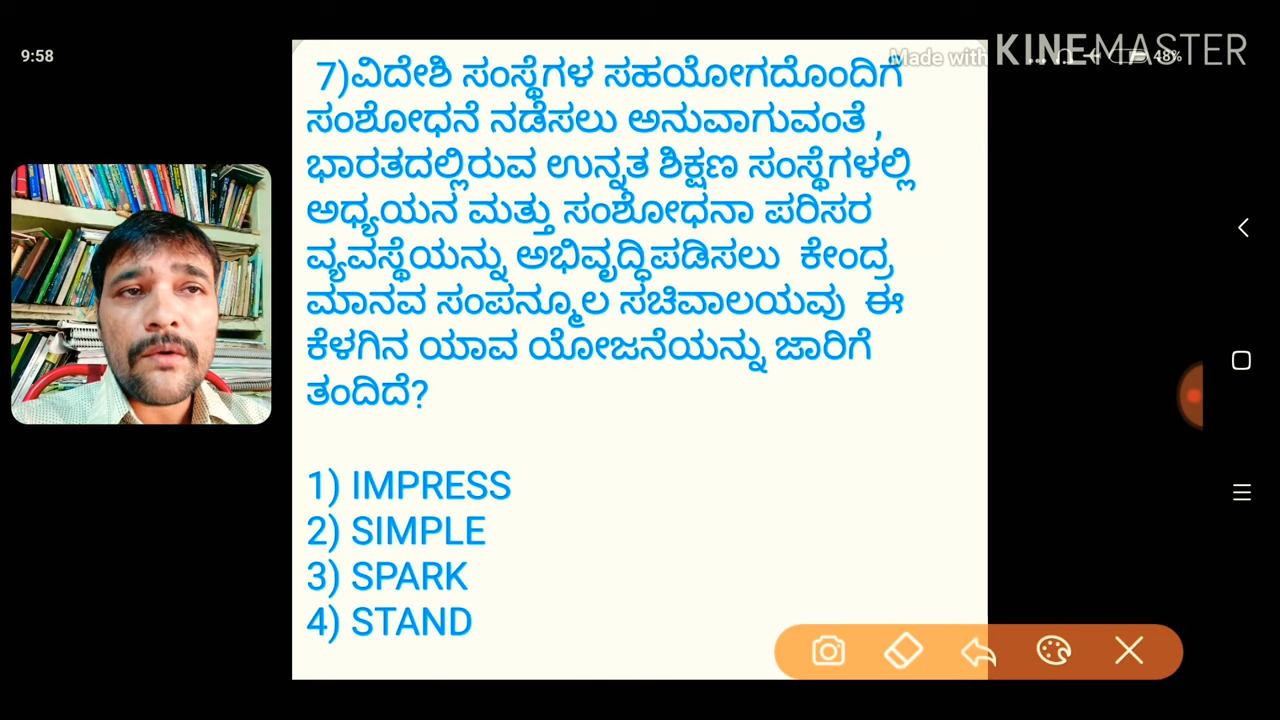 9:58
Made with KINEMASTER
48%
7)ವಿದೇಶಿ ಸಂಸ್ಥೆಗಳ ಸಹಯೋಗದೊಂದಿಗೆ
ಸಂಶೋಧನೆ ನಡೆಸಲು ಅನುವಾಗುವಂತೆ ,
ಭಾರತದಲ್ಲಿರುವ ಉನ್ನತ ಶಿಕ್ಷಣ ಸಂಸ್ಥೆಗಳಲ್ಲಿ
ಅಧ್ಯಯನ ಮತ್ತು ಸಂಶೋಧನಾ ಪರಿಸರ
ವ್ಯವಸ್ಥೆಯನ್ನು ಅಭಿವೃದ್ಧಿಪಡಿಸಲು ಕೇಂದ್ರ
ಮಾನವ ಸಂಪನ್ಮೂಲ ಸಚಿವಾಲಯವು ಈ
ಕೆಳಗಿನ ಯಾವ ಯೋಜನೆಯನ್ನು ಜಾರಿಗೆ
ತಂದಿದೆ?
1) IMPRESS
2) SIMPLE
3) SPARK
4) STAND